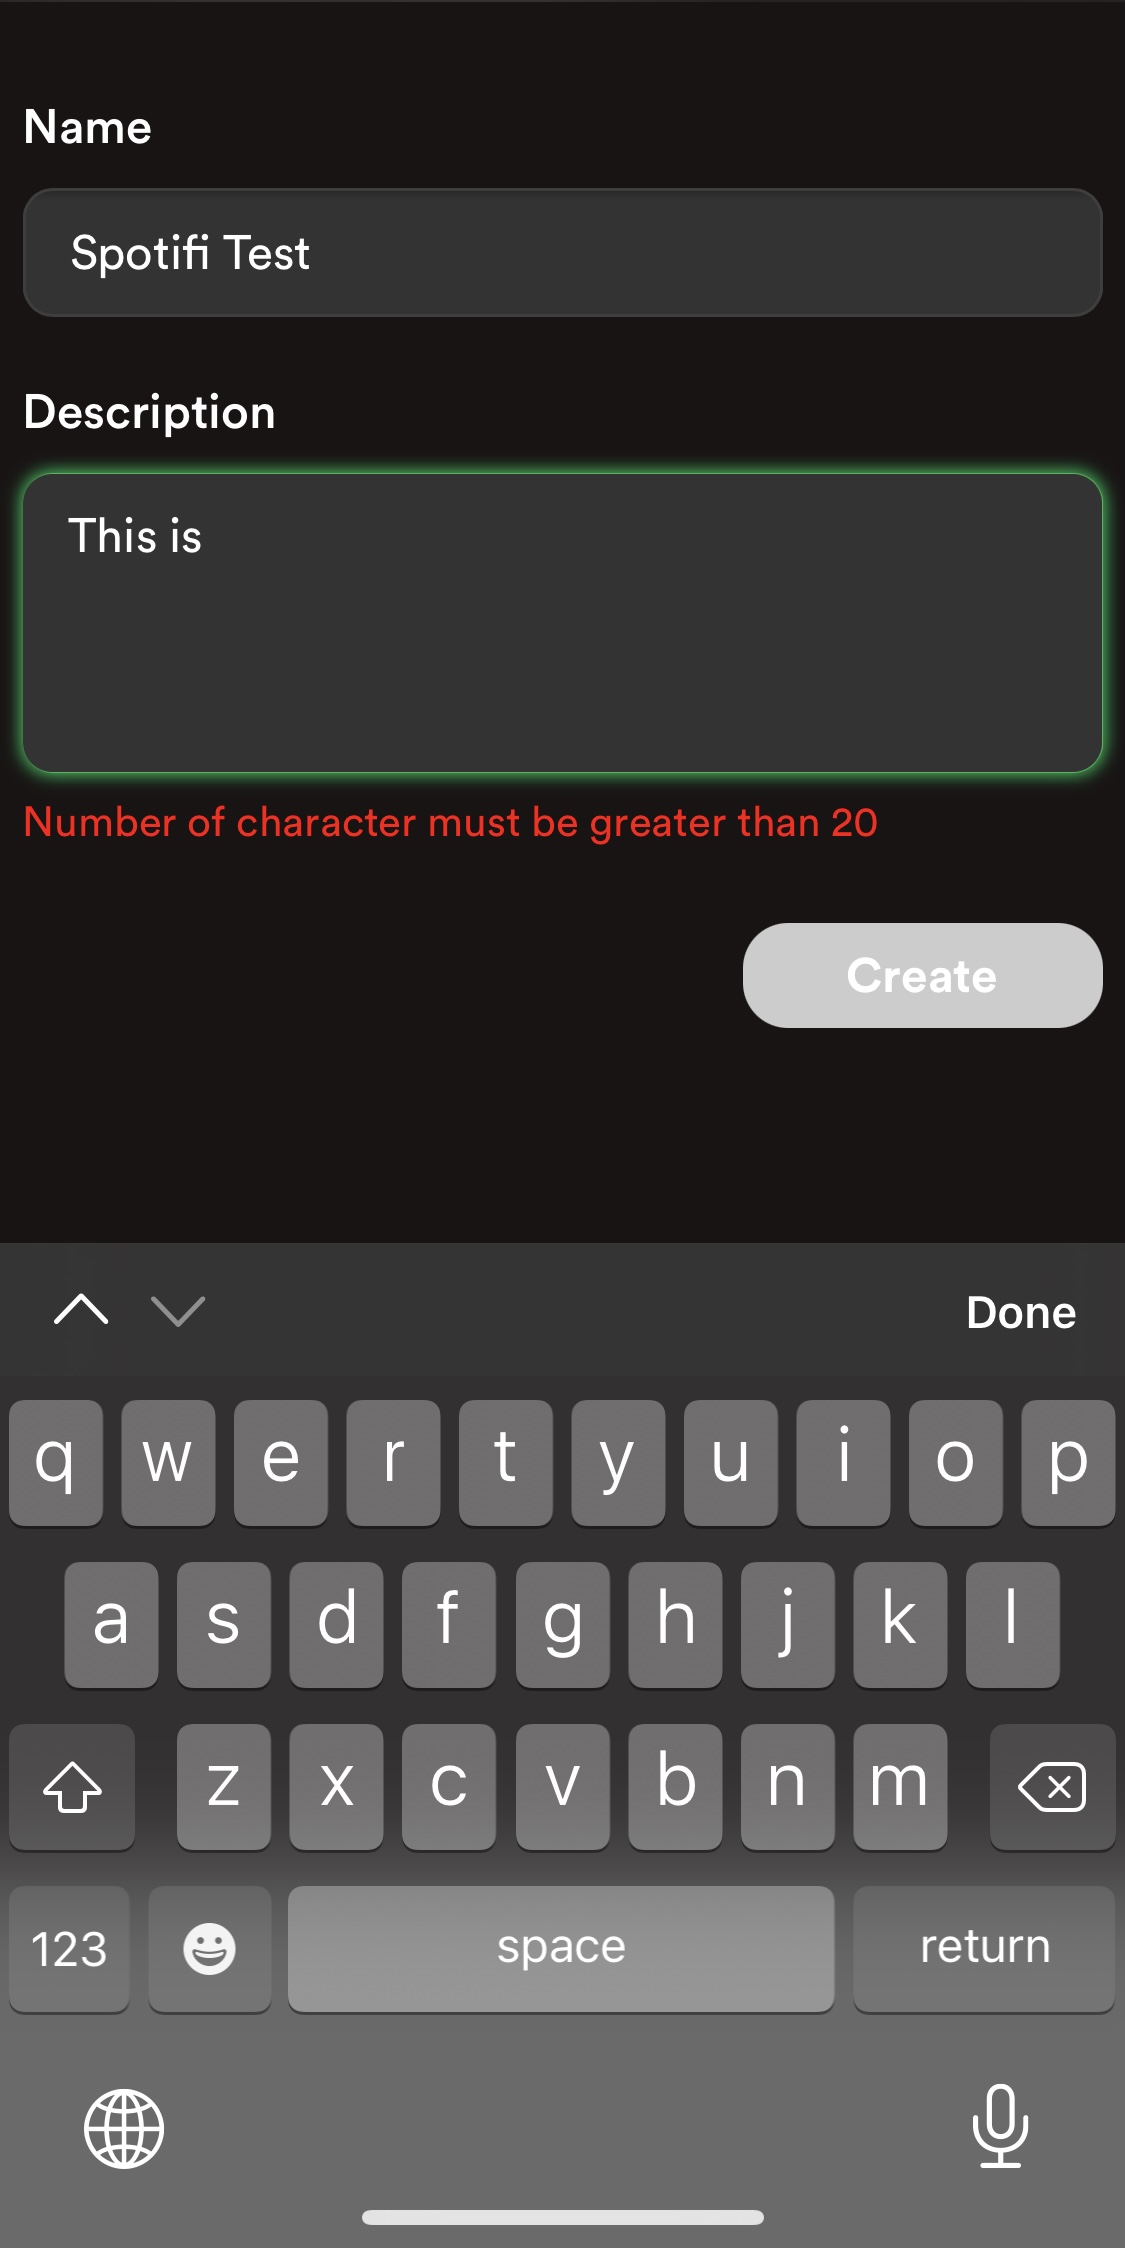 Name
Spotifi Test
Description
This is
Number of character must be greater than 20
Create
Done
q w e r t y u i o p
a s d f g h j k l
z x c v b n m
123 space return